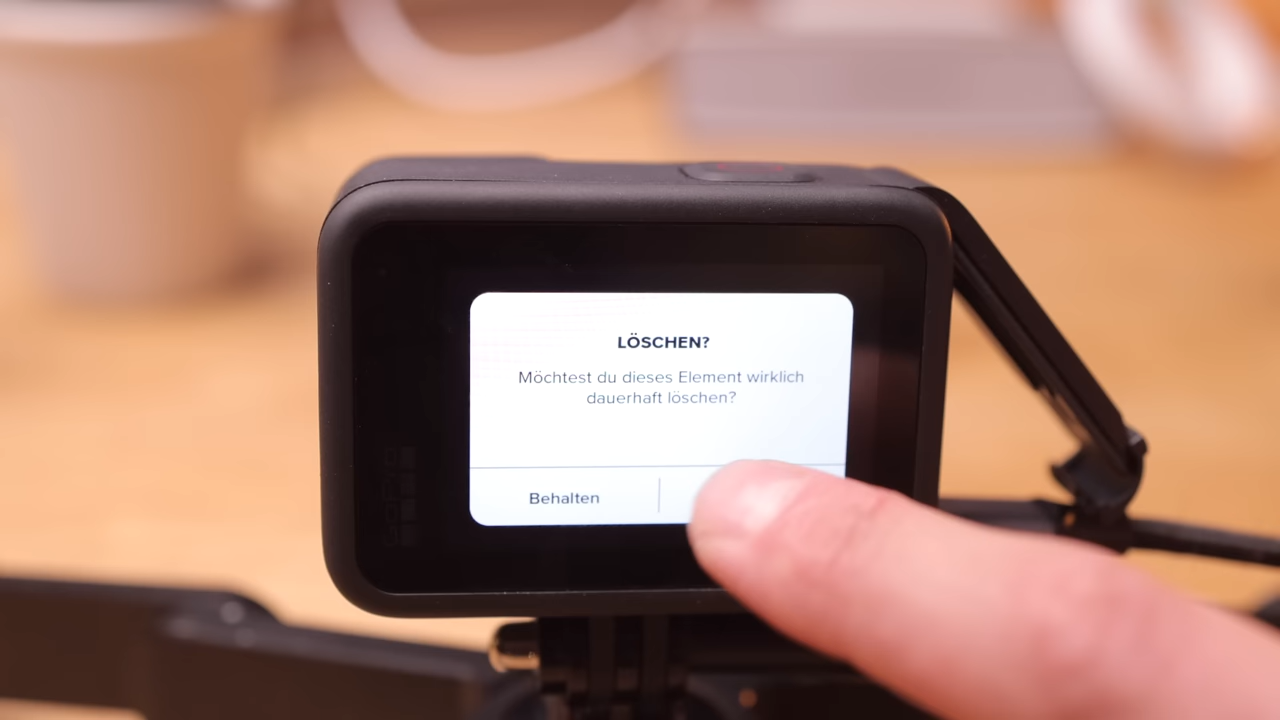 LÖSCHEN?
Möchtest du dieses Element wirklich
dauerhaft löschen?
Behalten